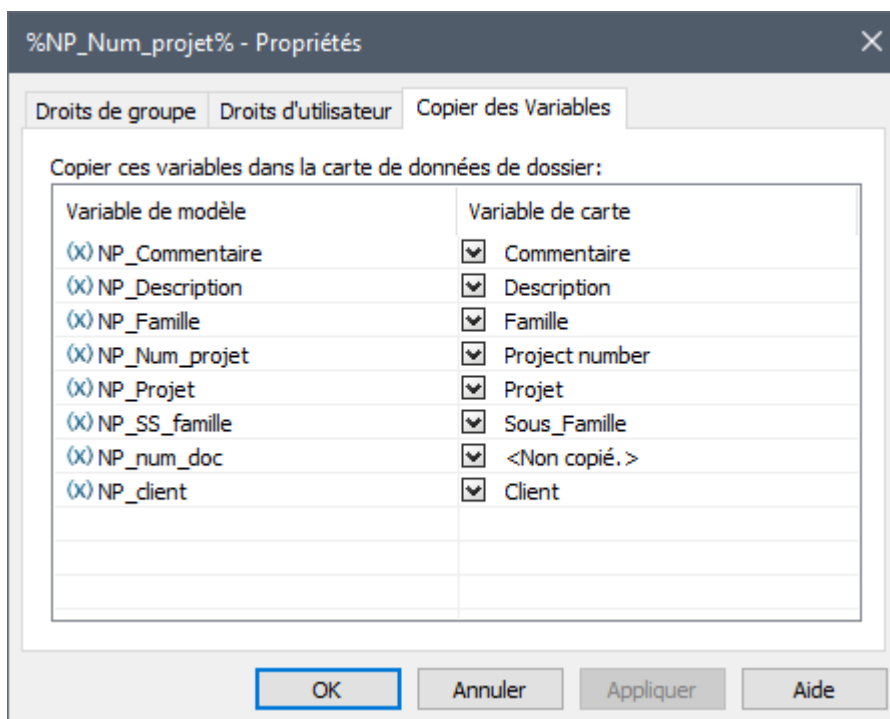 %NP_Num_projet% - Propriétés
Droits de groupe Droits d'utilisateur Copier des Variables
Copier ces variables dans la carte de données de dossier:
Variable de modèle Variable de carte
(x) NP_Commentaire Commentaire
(x) NP_Description Description
(x) NP_Famille Famille
(x) NP_Num_projet Project number
(x) NP_Projet Projet
(x) NP_SS_famille Sous_Famille
(x) NP_num_doc <Non copié.>
(x) NP_client Client
OK Annuler Appliquer Aide